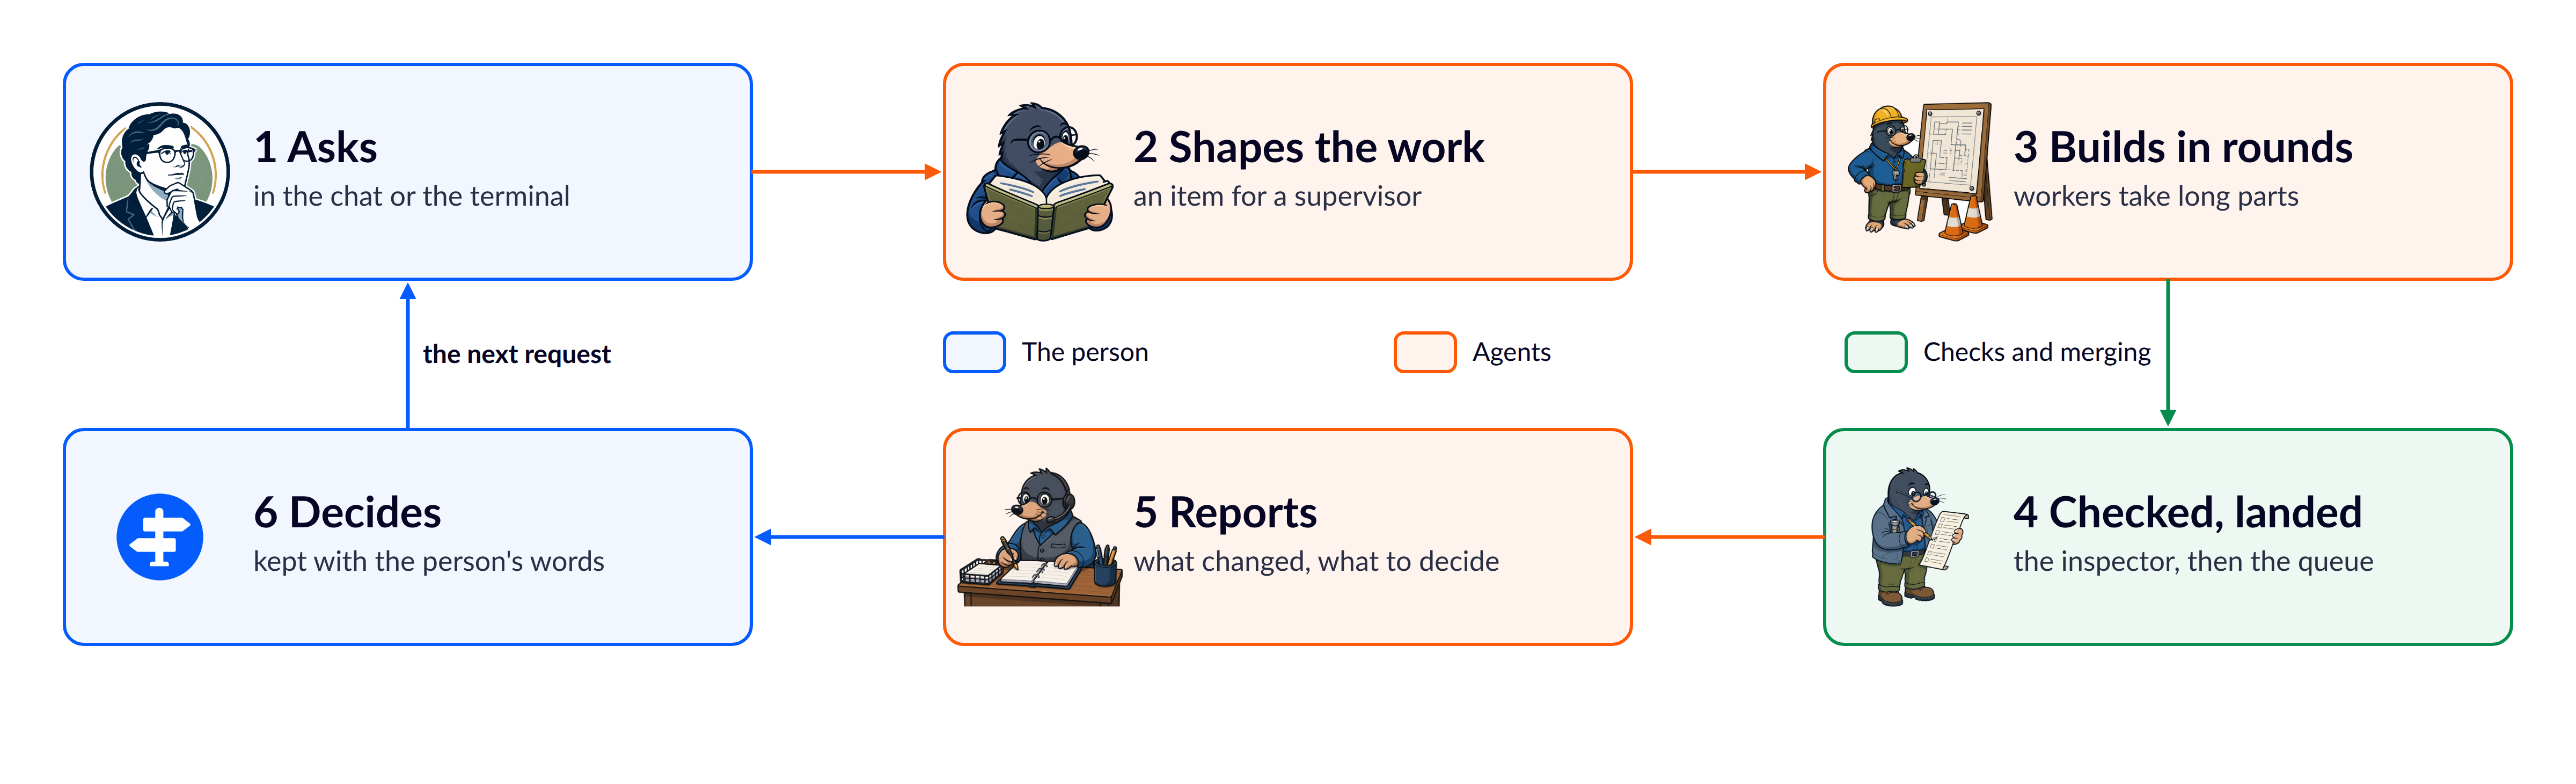 1 Asks
in the chat or the terminal
2 Shapes the work
an item for a supervisor
3 Builds in rounds
workers take long parts
the next request
The person
Agents
Checks and merging
6 Decides
kept with the person's words
5 Reports
what changed, what to decide
4 Checked, landed
the inspector, then the queue